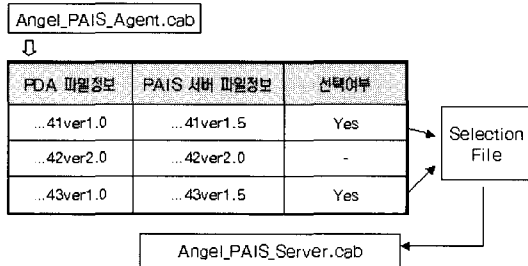 Angel_PAIS_Agent.cab
PDA 파일정보 PAIS 서버 파일정보 선택여부
...41ver1.0 ...41ver1.5 Yes
...42ver2.0 ...42ver2.0 -
...43ver1.0 ...43ver1.5 Yes
Selection
File
Angel_PAIS_Server.cab